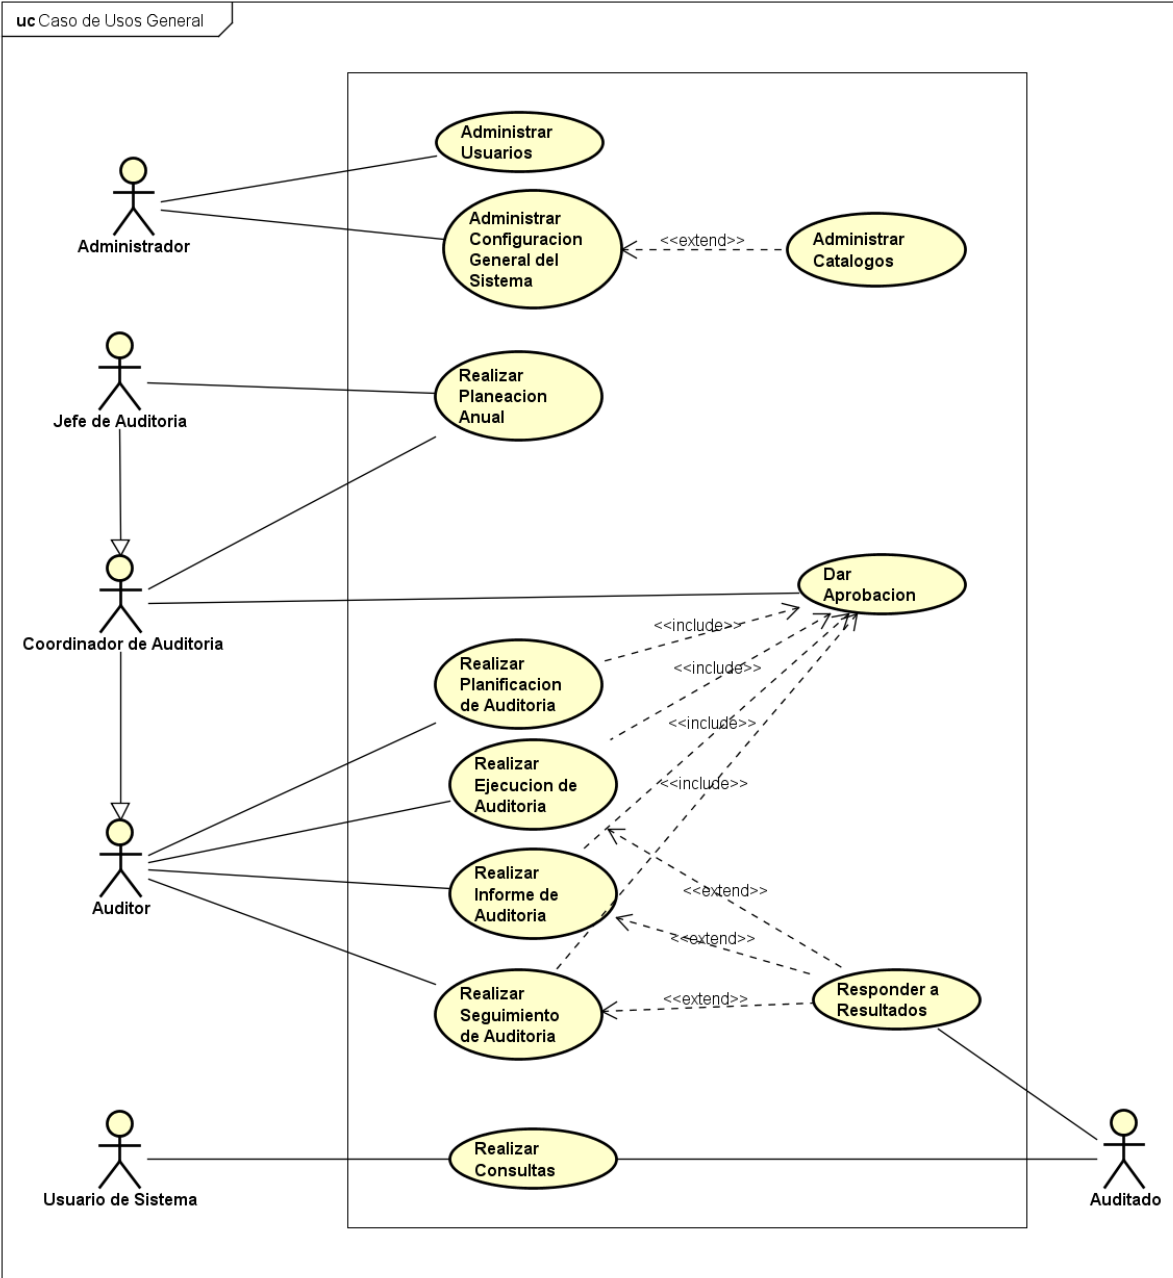 uc Caso de Usos General
Administrar
Usuarios
Administrador
Administrar
Configuracion
General del
Sistema
<<extend>>
Administrar
Catalogos
Jefe de Auditoria
Realizar
Planeacion
Anual
Coordinador de Auditoria
Dar
Aprobacion
<<include>>
Realizar
Planificacion
de Auditoria
<<include>>
<<include>>
Realizar
Ejecucion de
Auditoria
<<include>>
Auditor
Realizar
Informe de
Auditoria
<<extend>>
<<extend>>
Realizar
Seguimiento
de Auditoria
<<extend>>
Responder a
Resultados
Usuario de Sistema
Realizar
Consultas
Auditado